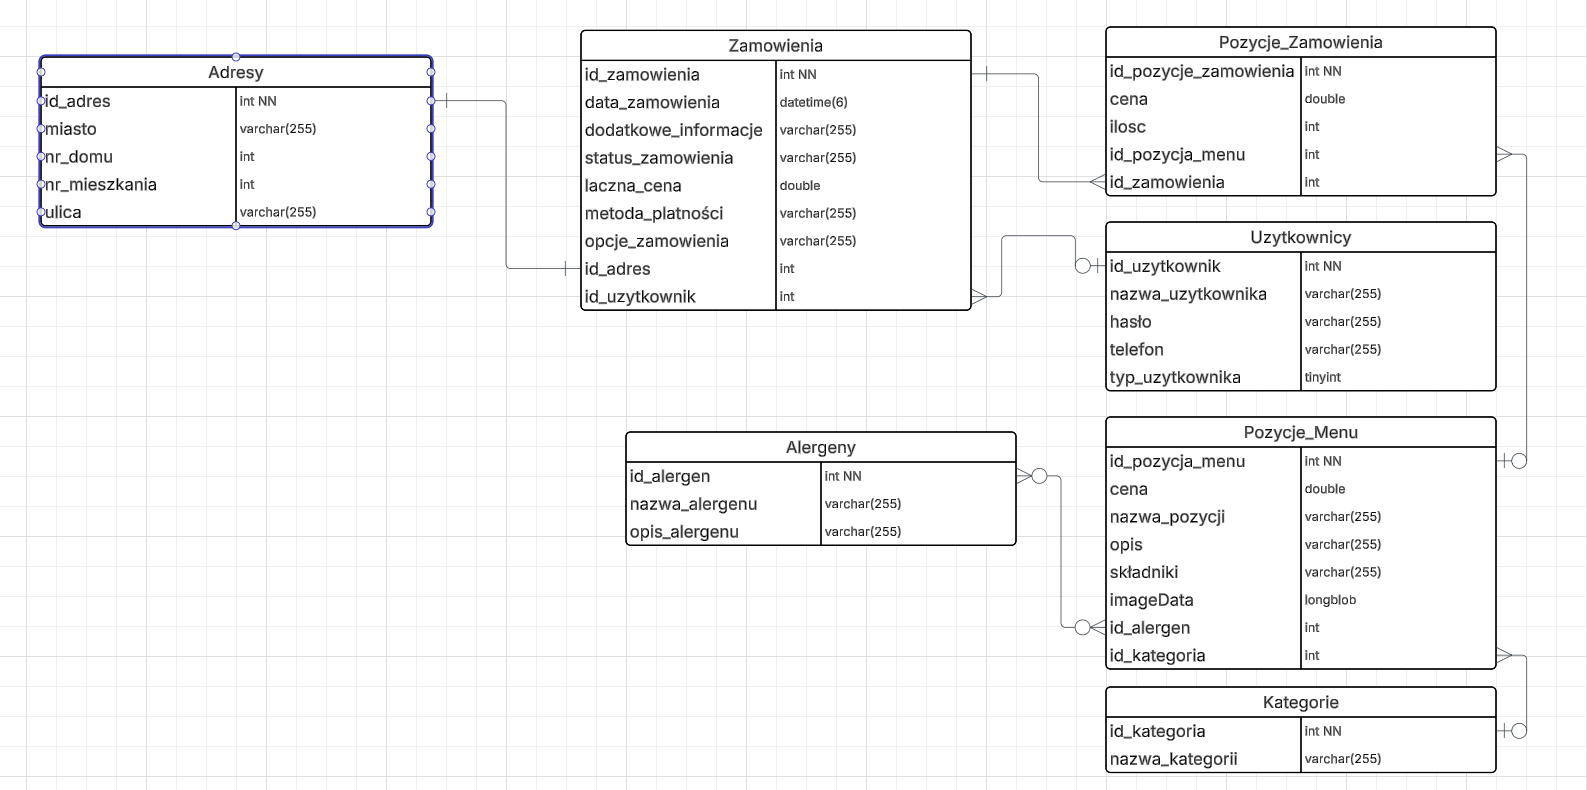 Adresy
id_adres int NN
miasto varchar(255)
nr_domu int
nr_mieszkania int
ulica varchar(255)
Zamowienia
id_zamowienia int NN
data_zamowienia datetime(6)
dodatkowe_informacje varchar(255)
status_zamowienia varchar(255)
laczna_cena double
metoda_platności varchar(255)
opcje_zamowienia varchar(255)
id_adres int
id_uzytkownik int
Pozycje_Zamowienia
id_pozycje_zamowienia int NN
cena double
ilosc int
id_pozycja_menu int
id_zamowienia int
Uzytkownicy
id_uzytkownik int NN
nazwa_uzytkownika varchar(255)
hasło varchar(255)
telefon varchar(255)
typ_uzytkownika tinyint
Alergeny
id_alergen int NN
nazwa_alergenu varchar(255)
opis_alergenu varchar(255)
Pozycje_Menu
id_pozycja_menu int NN
cena double
nazwa_pozycji varchar(255)
opis varchar(255)
składniki varchar(255)
imageData longblob
id_alergen int
id_kategoria int
Kategorie
id_kategoria int NN
nazwa_kategorii varchar(255)